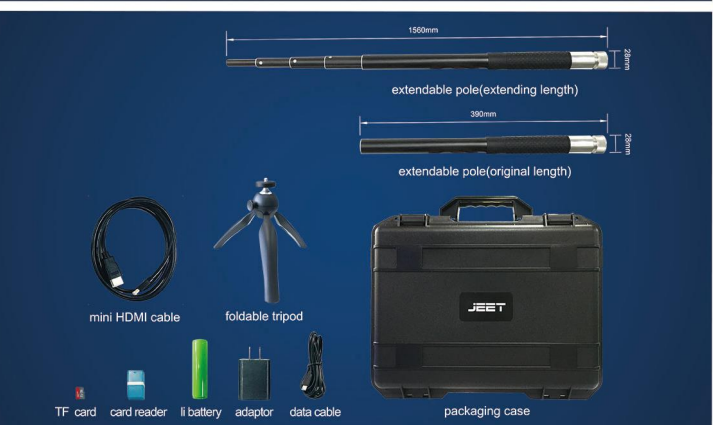 1560mm
28mm
extendable pole(extending length)
390mm
28mm
extendable pole(original length)
JEET
mini HDMI cable
foldable tripod
TF card
card reader
li battery
adaptor
data cable
packaging case